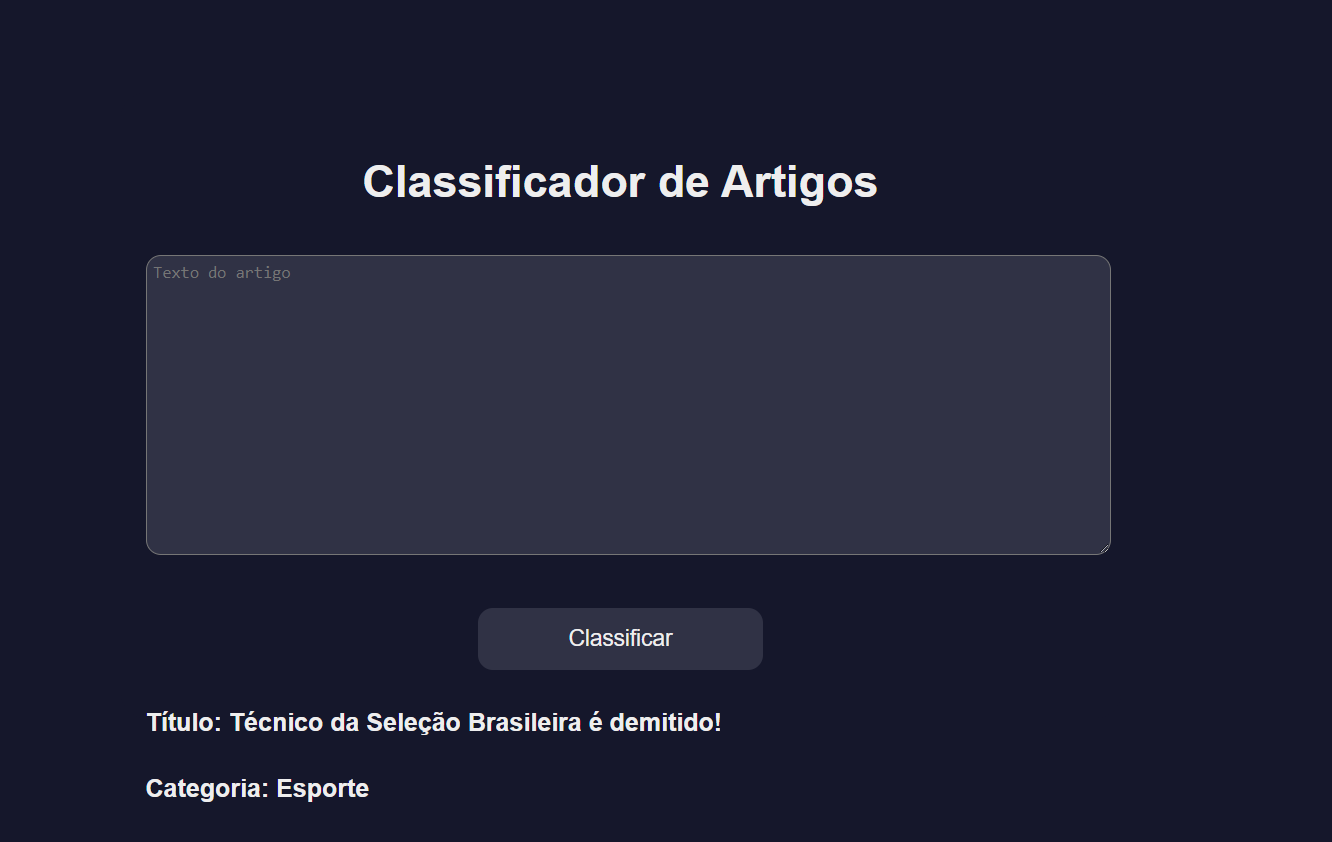 Classificador de Artigos
Texto do artigo
Classificar
Título: Técnico da Seleção Brasileira é demitido!
Categoria: Esporte